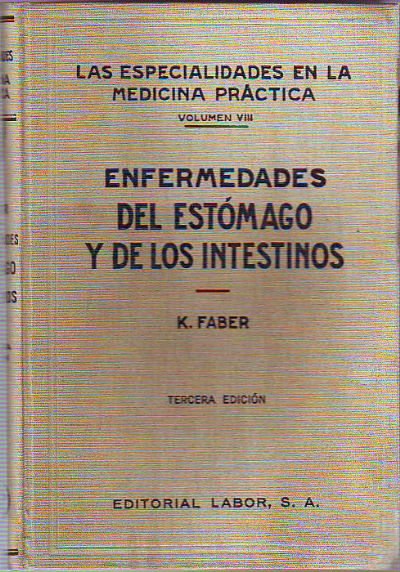 LAS ESPECIALIDADES EN LA
MEDICINA PRÁCTICA
VOLUMEN VIII
ENFERMEDADES
DEL ESTÓMAGO
Y DE LOS INTESTINOS
K. FABER
TERCERA EDICIÓN
EDITORIAL LABOR, S. A.